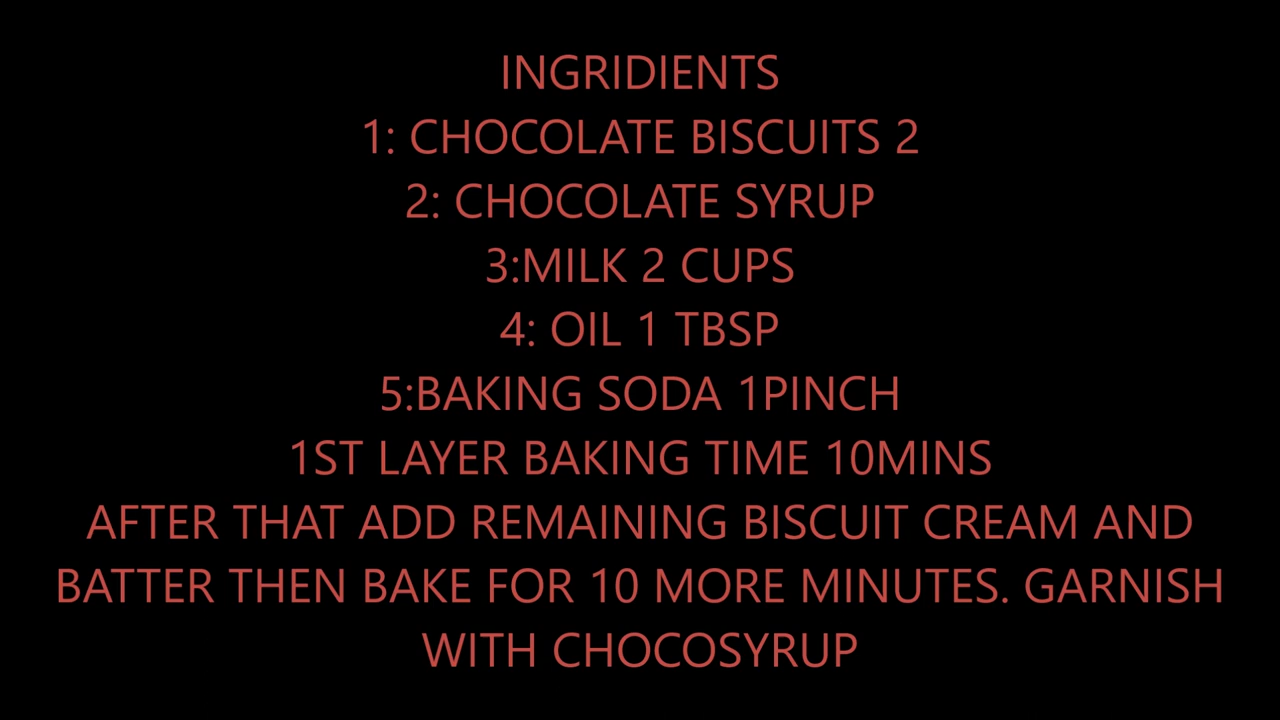 INGRIDIENTS
1: CHOCOLATE BISCUITS 2
2: CHOCOLATE SYRUP
3:MILK 2 CUPS
4: OIL 1 TBSP
5:BAKING SODA 1PINCH
1ST LAYER BAKING TIME 10MINS
AFTER THAT ADD REMAINING BISCUIT CREAM AND
BATTER THEN BAKE FOR 10 MORE MINUTES. GARNISH
WITH CHOCOSYRUP